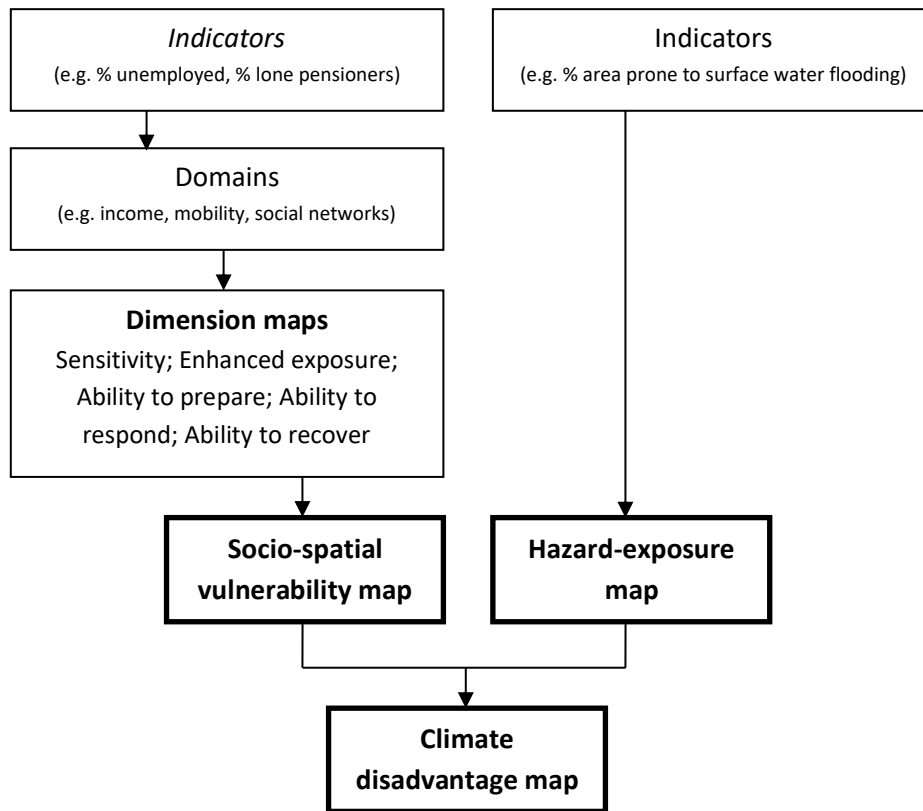 Indicators
(e.g. % unemployed, % lone pensioners)
Indicators
(e.g. % area prone to surface water flooding)
Domains
(e.g. income, mobility, social networks)
Dimension maps
Sensitivity; Enhanced exposure;
Ability to prepare; Ability to
respond; Ability to recover
Socio-spatial
vulnerability map
Hazard-exposure
map
Climate
disadvantage map